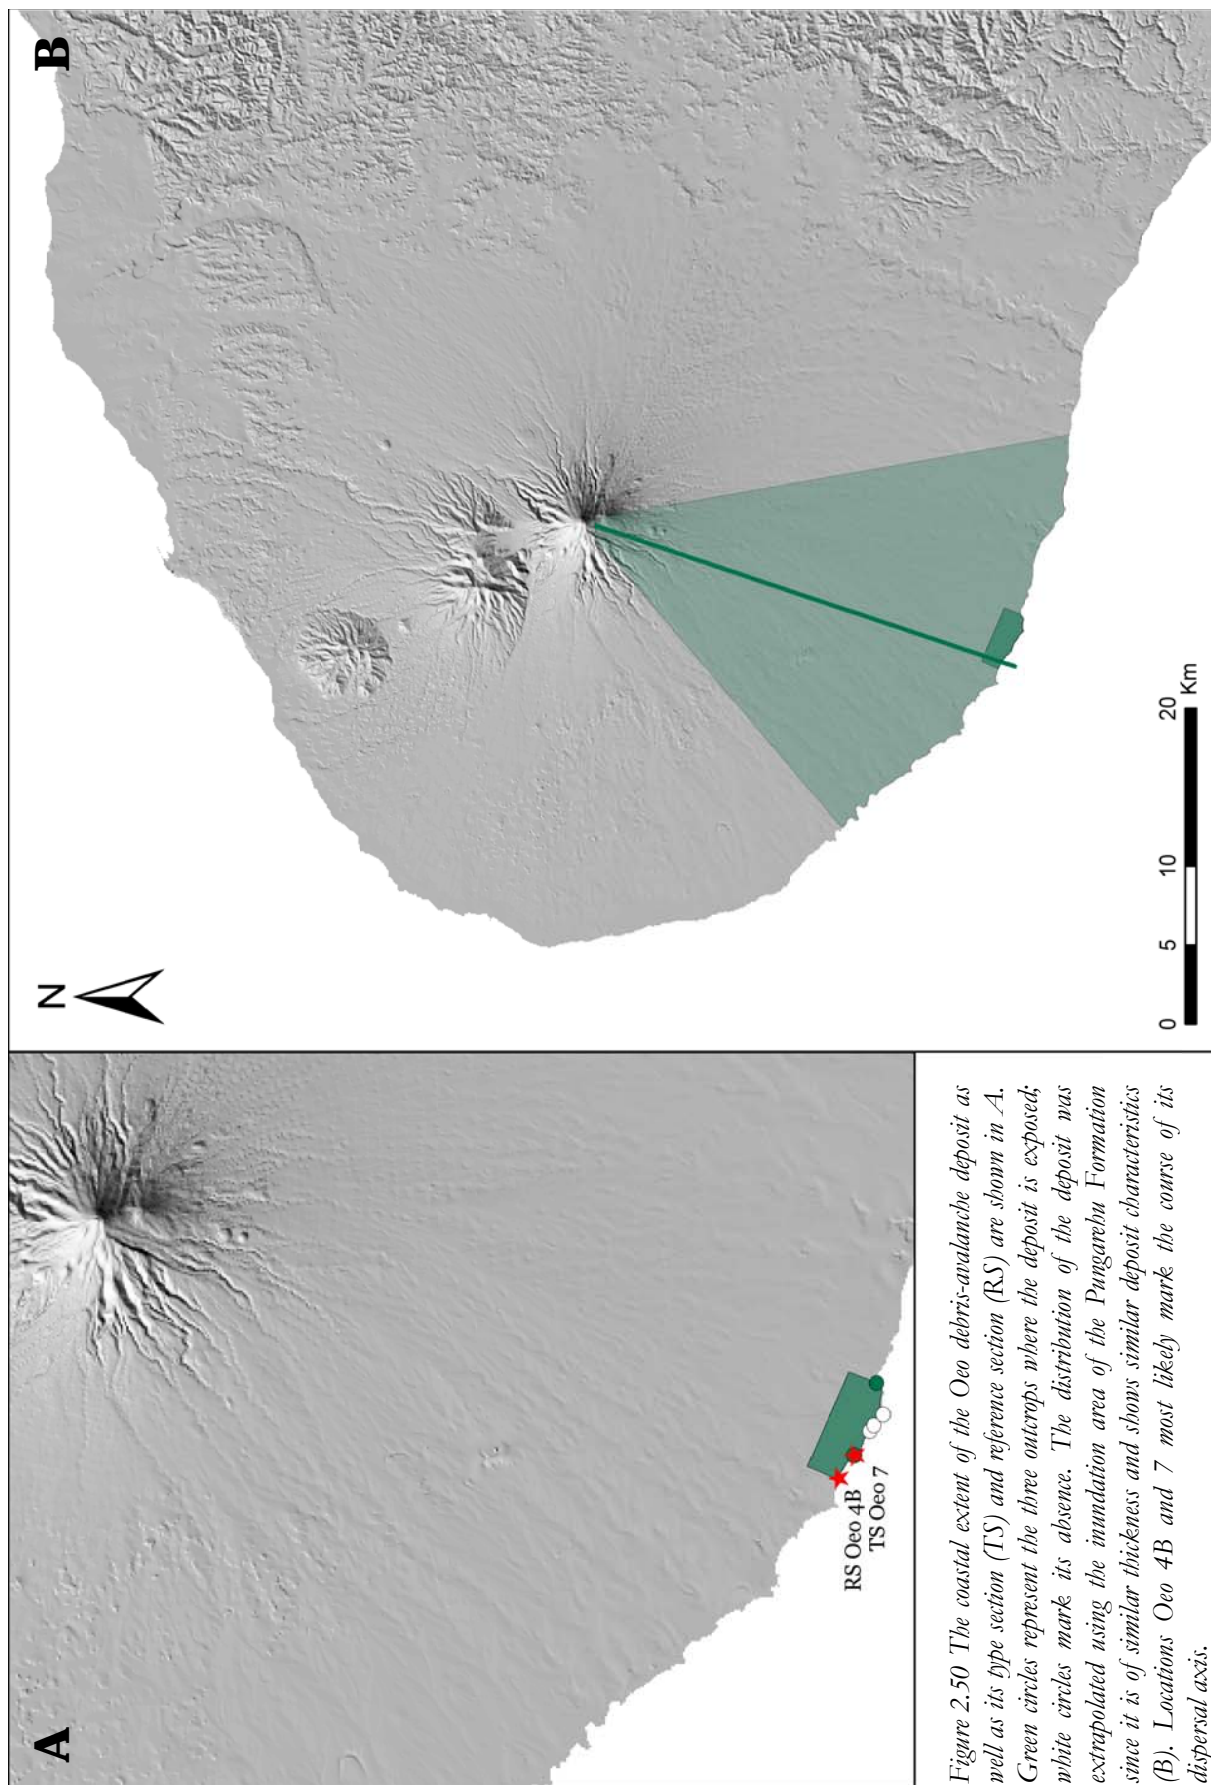 A
RS Oeo 4B
TS Oeo 7
B
N
0 5 10 20
Km
Figure 2.50 The coastal extent of the Oeo debris-avalanche deposit as
well as its type section (TS) and reference section (RS) are shown in A.
Green circles represent the three outcrops where the deposit is exposed;
white circles mark its absence. The distribution of the deposit was
extrapolated using the inundation area of the Pungarehu Formation
since it is of similar thickness and shows similar deposit characteristics
(B). Locations Oeo 4B and 7 most likely mark the course of its
dispersal axis.